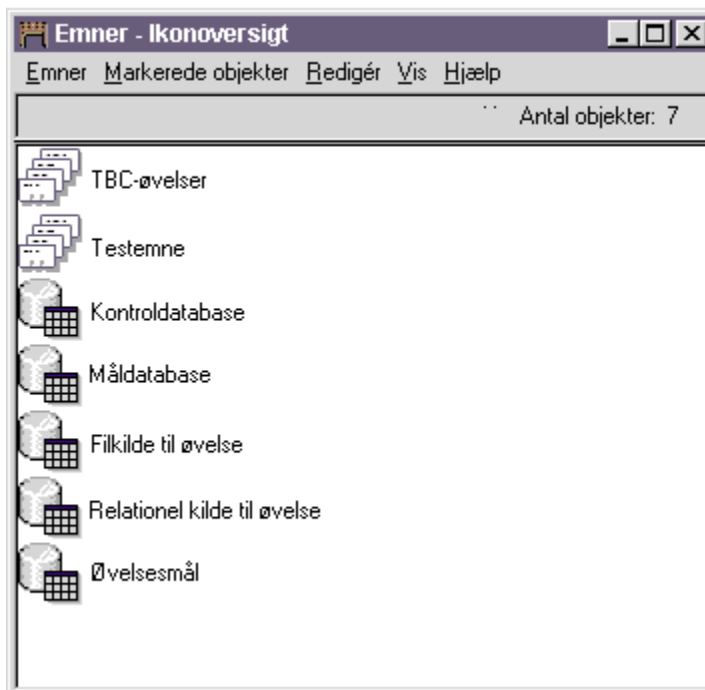 Emner - Ikonoversigt
Emner Markerede objekter Redigér Vis Hjælp
Antal objekter: 7
TBC-øvelser
Testemne
Kontroldatabase
Måldatabase
Filkilde til øvelse
Relationel kilde til øvelse
Øvelsesmål